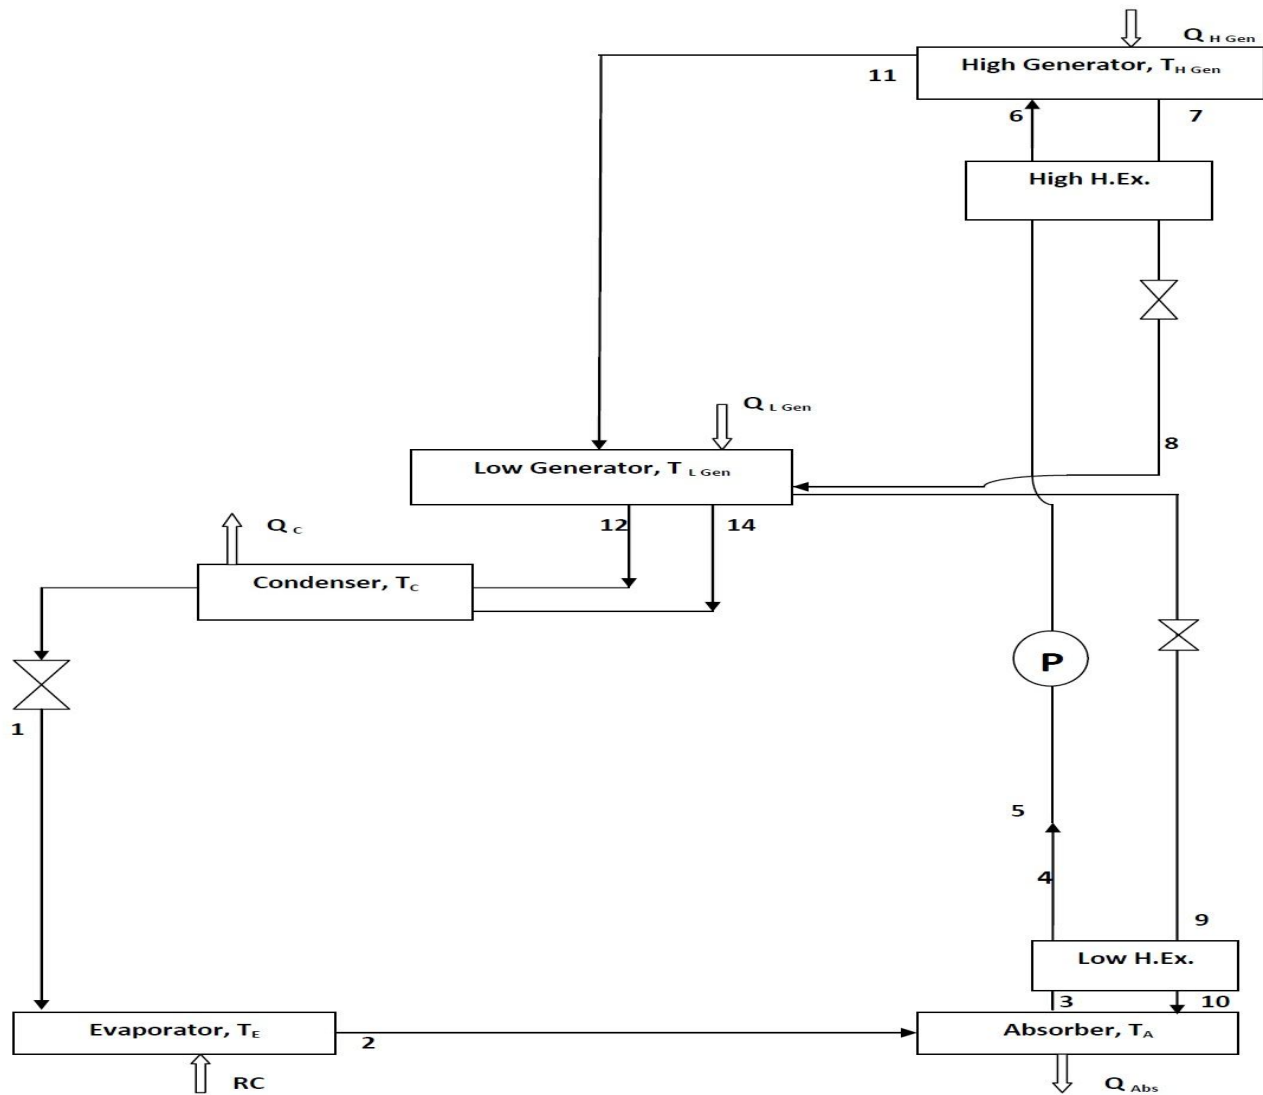 Q H Gen
High Generator, T H Gen
11
6
7
High H.Ex.
8
Q L Gen
Low Generator, T L Gen
12
14
Q C
Condenser, TC
P
1
5
4
9
Low H.Ex.
3
10
Evaporator, TE
2
Absorber, TA
RC
Q Abs